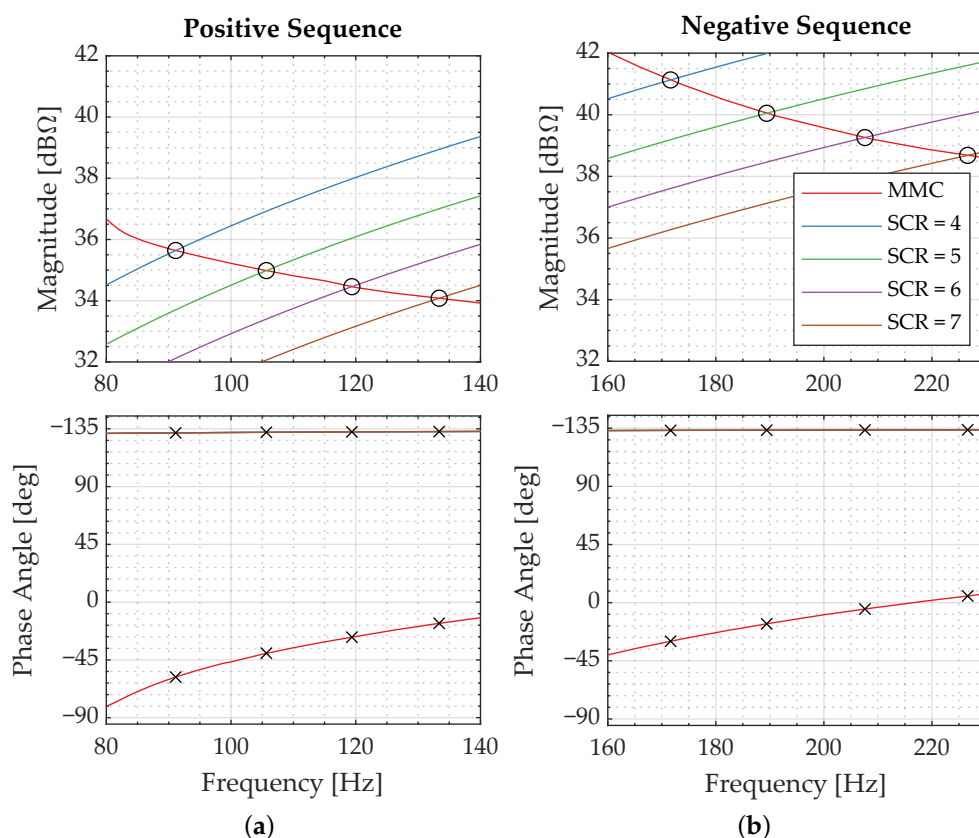 Positive Sequence
Negative Sequence
Magnitude [dBΩ]
42
40
38
36
34
32
80
100
120
140
Magnitude [dBΩ]
42
40
38
36
34
32
160
180
200
220
MMC
SCR = 4
SCR = 5
SCR = 6
SCR = 7
Phase Angle [deg]
−135
90
45
0
−45
−90
80
100
120
140
Frequency [Hz]
Phase Angle [deg]
−135
90
45
0
−45
−90
160
180
200
220
Frequency [Hz]
(a)
(b)